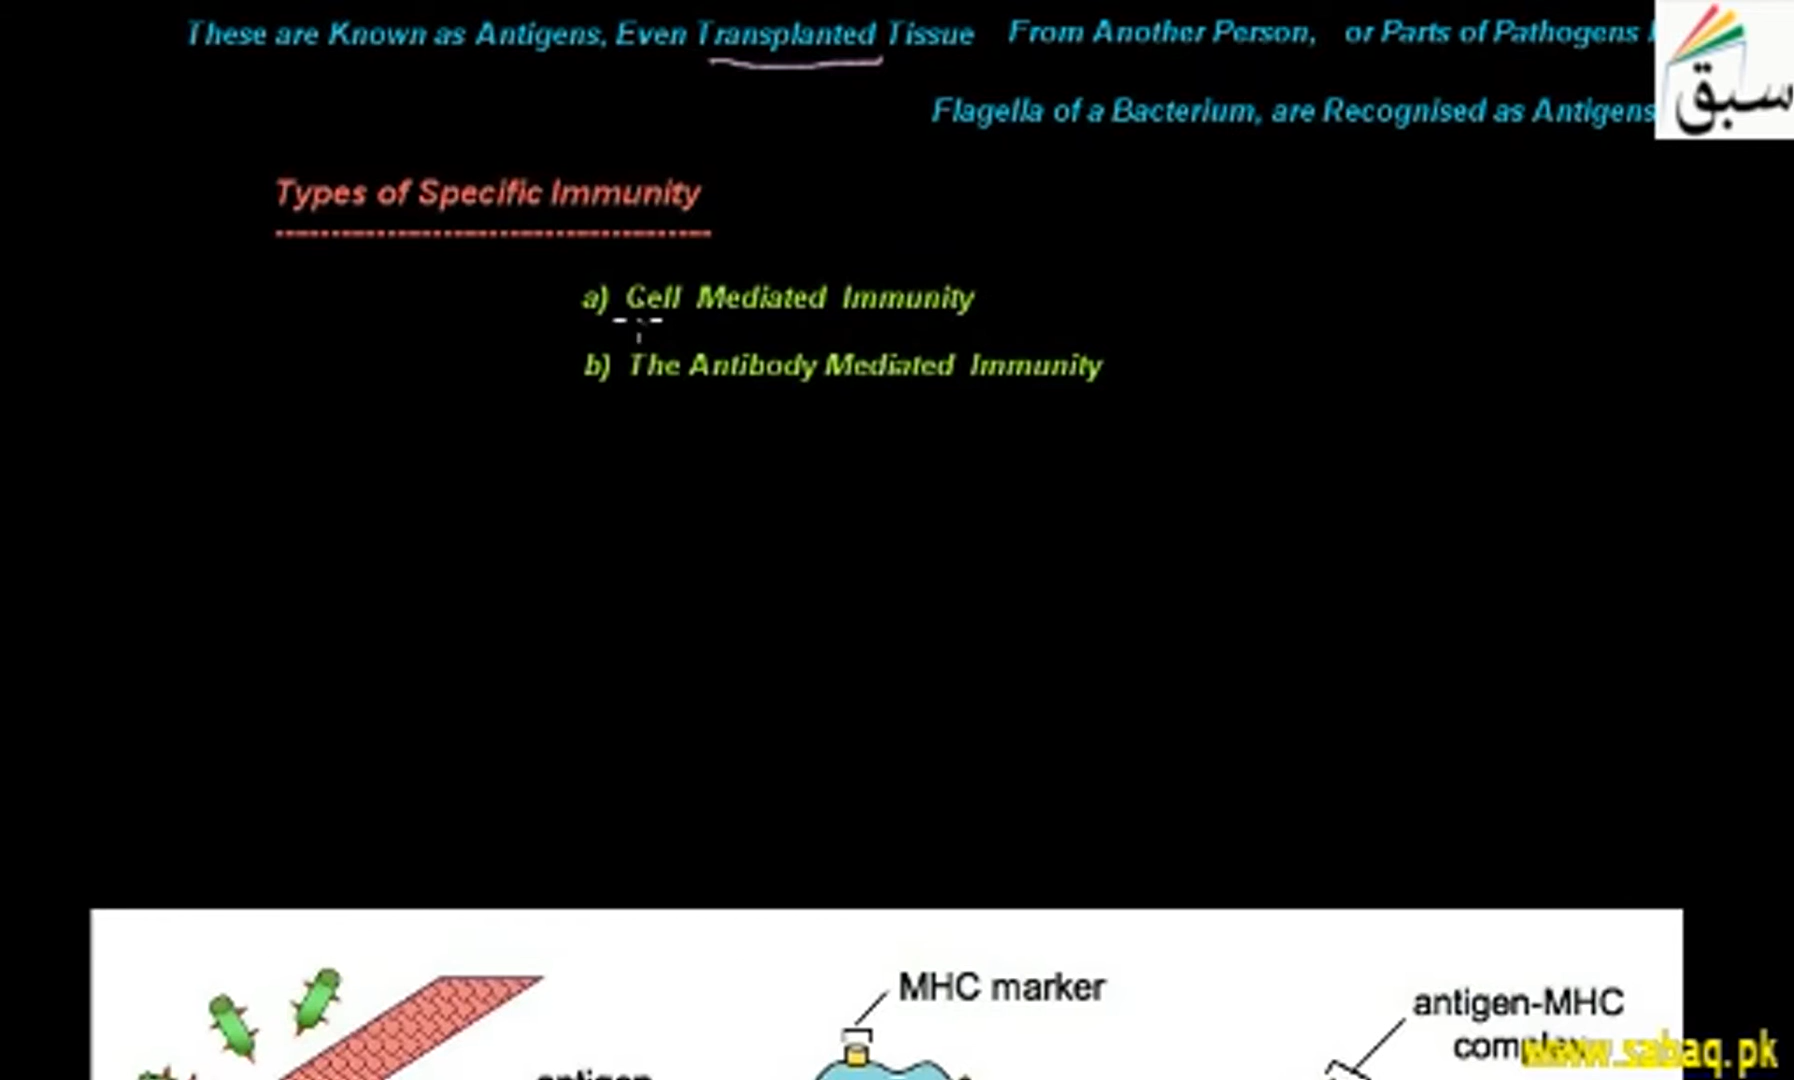 These are Known as Antigens, Even Transplanted Tissue From Another Person, or Parts of Pathogens
سبق
Flagella of a Bacterium, are Recognised as Antigens
Types of Specific Immunity
a) Cell Mediated Immunity
b) The Antibody Mediated Immunity
MHC marker
antigen-MHC
complex
www.sabaq.pk
antigen